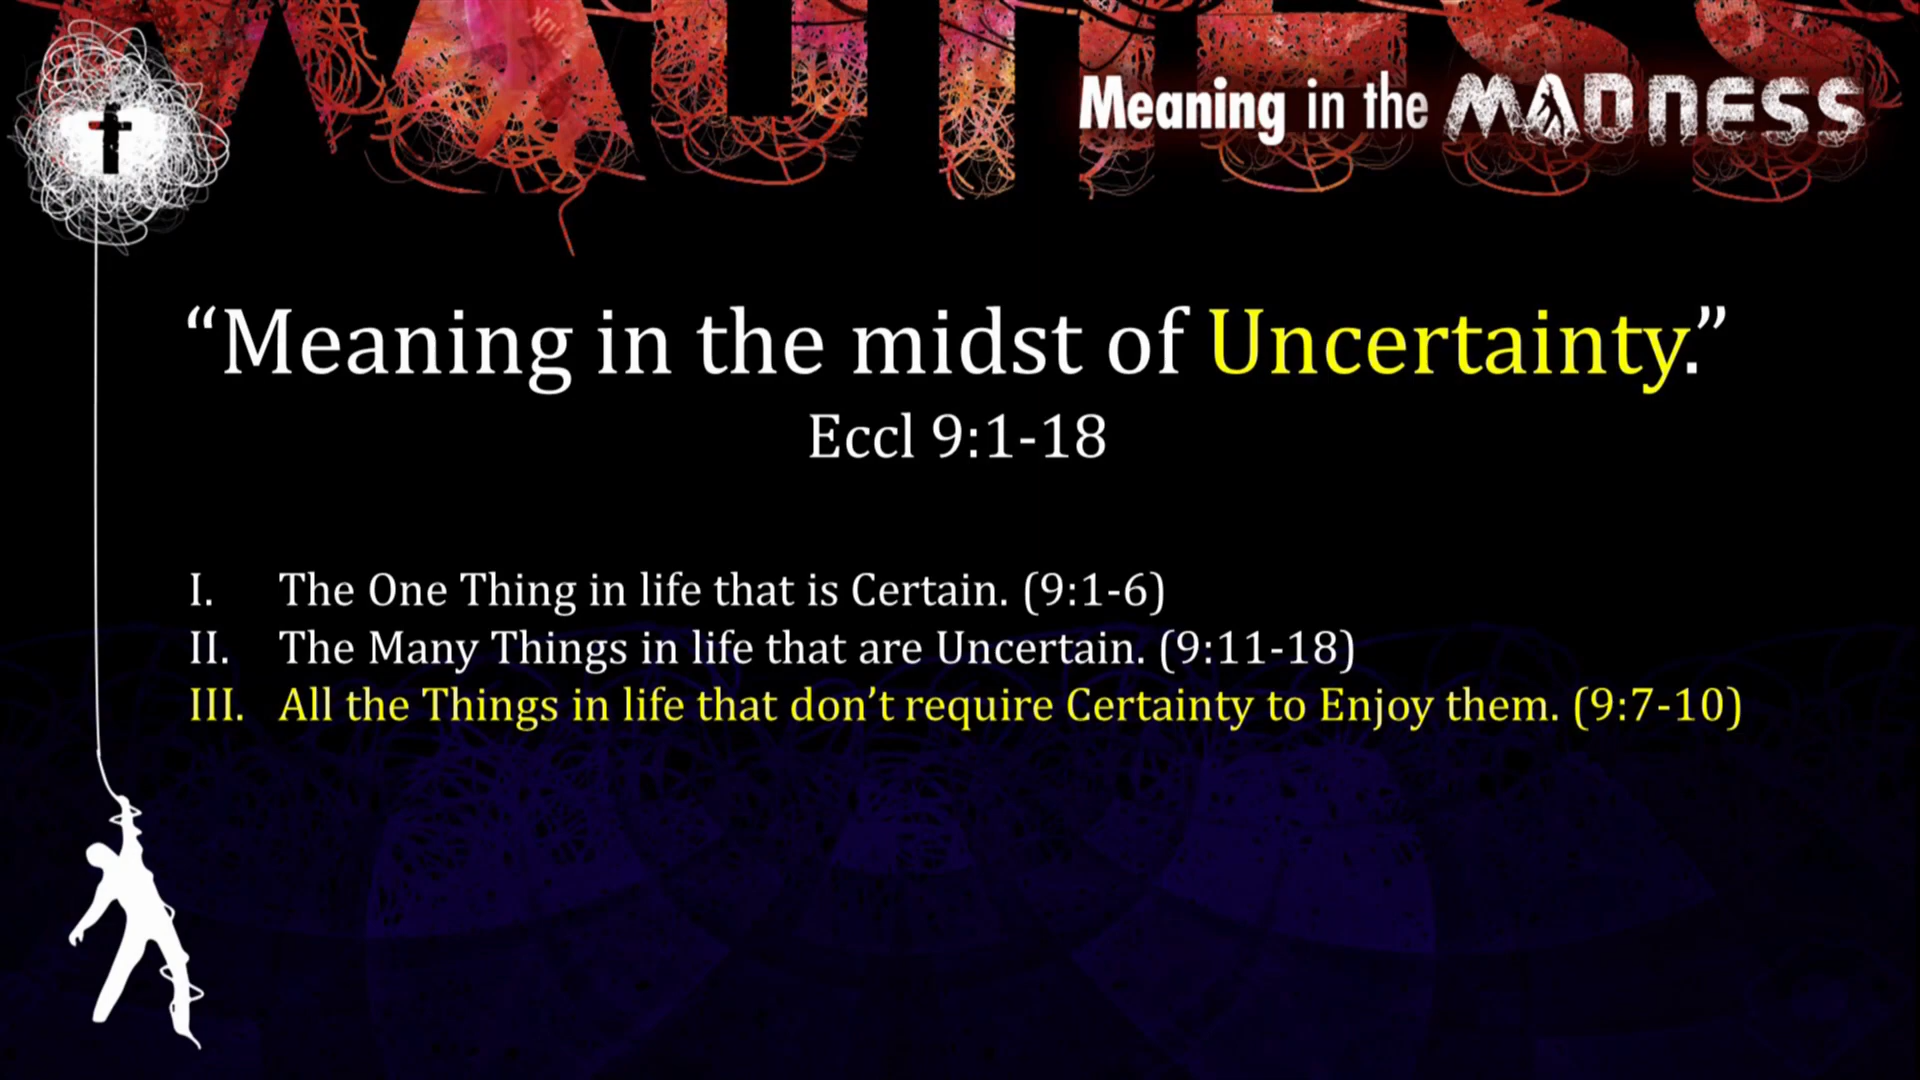 MADNESS
Meaning in the MADNESS
“Meaning in the midst of Uncertainty.”
Eccl 9:1-18
I. The One Thing in life that is Certain. (9:1-6)
II. The Many Things in life that are Uncertain. (9:11-18)
III. All the Things in life that don’t require Certainty to Enjoy them. (9:7-10)